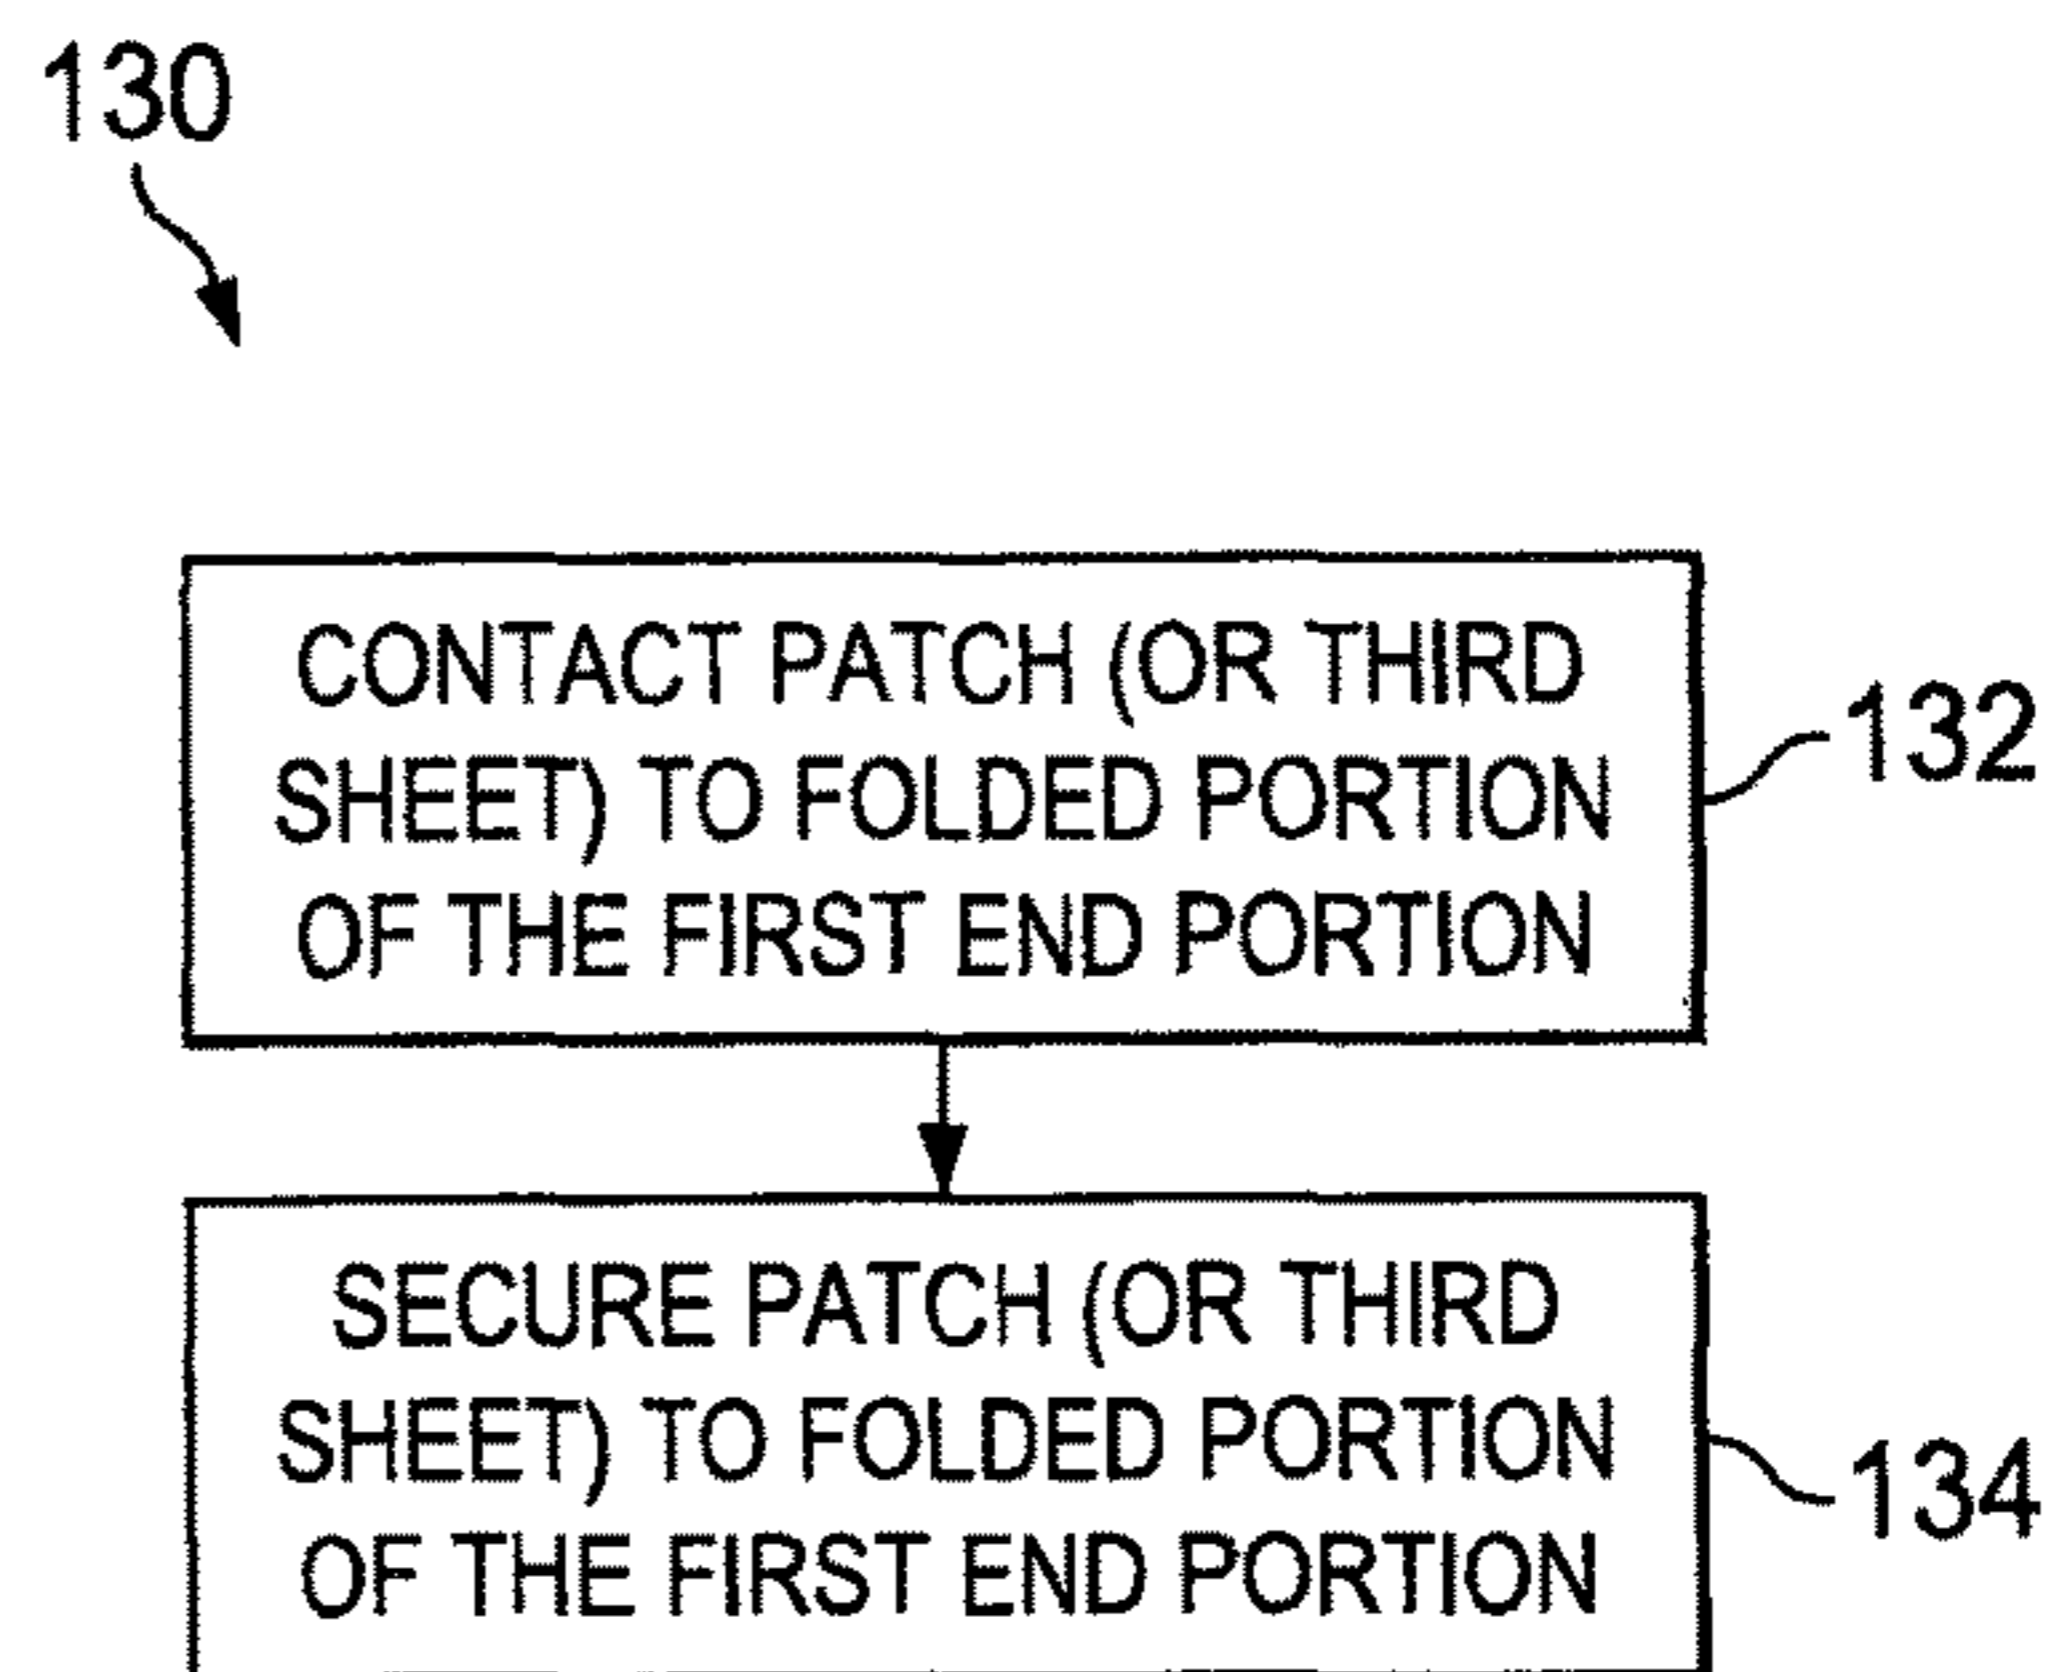 130
CONTACT PATCH (OR THIRD
SHEET) TO FOLDED PORTION
OF THE FIRST END PORTION
132
SECURE PATCH (OR THIRD
SHEET) TO FOLDED PORTION
OF THE FIRST END PORTION
134